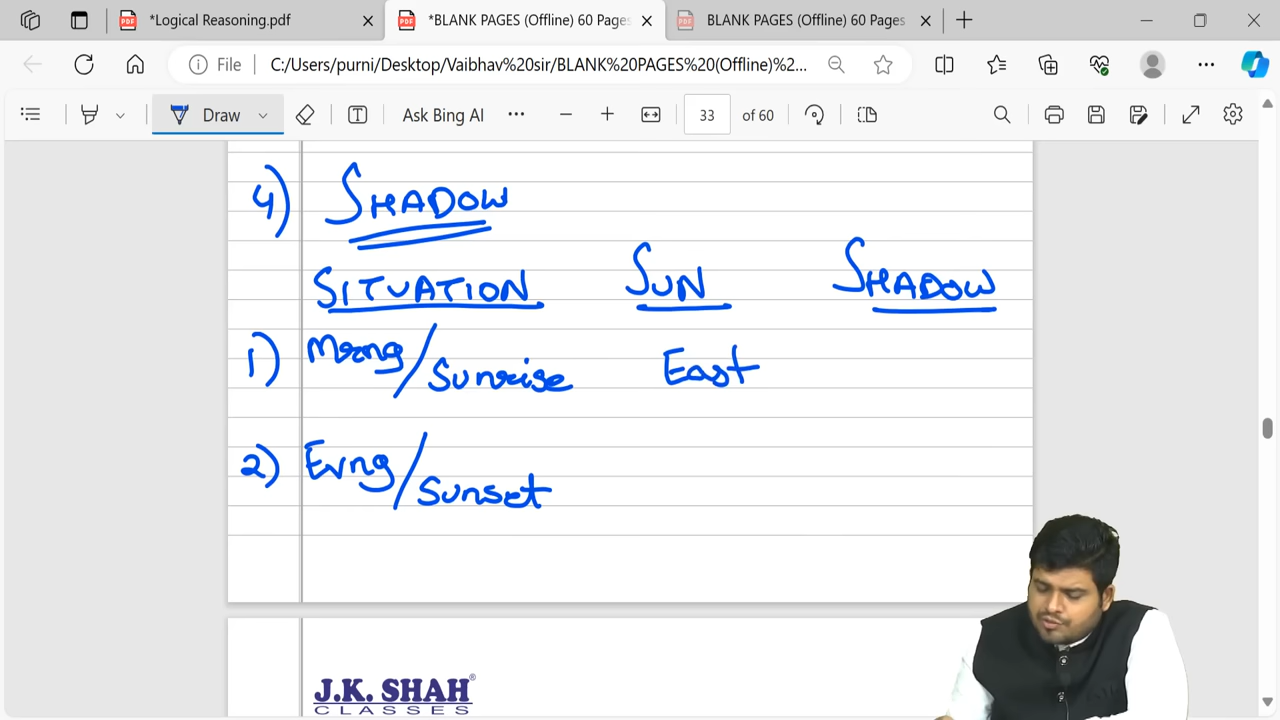 *Logical Reasoning.pdf
*BLANK PAGES (Offline) 60 Pages
BLANK PAGES (Offline) 60 Pages
File
C:/Users/purni/Desktop/Vaibhav%20sir/BLANK%20PAGES%20(Offline)%2...
Draw
Ask Bing AI
33 of 60
4) SHADOW
SITUATION SUN SHADOW
1) Mrng/Sunrise East
2) Evng/Sunset
J.K. SHAH®
CLASSES